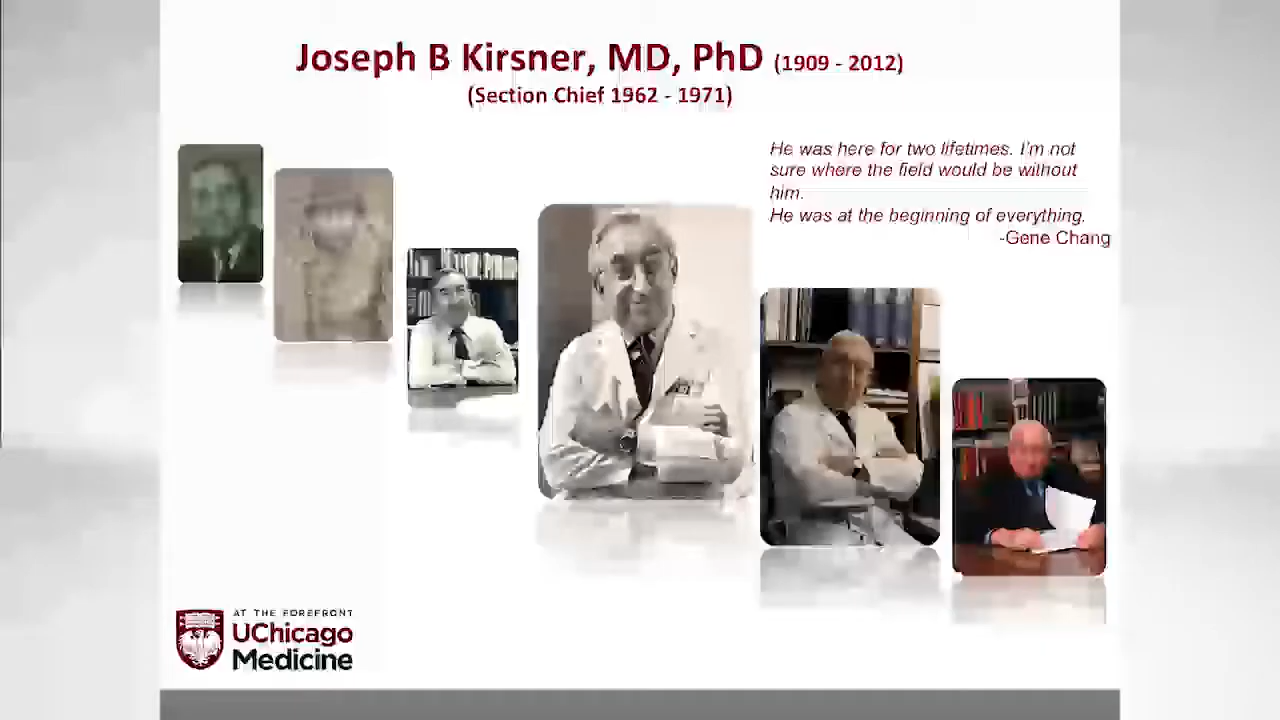 Joseph B Kirsner, MD, PhD (1909 - 2012)
(Section Chief 1962 - 1971)
He was here for two lifetimes. I'm not
sure where the field would be without
him.
He was at the beginning of everything.
-Gene Chang
AT THE FOREFRONT
UChicago
Medicine